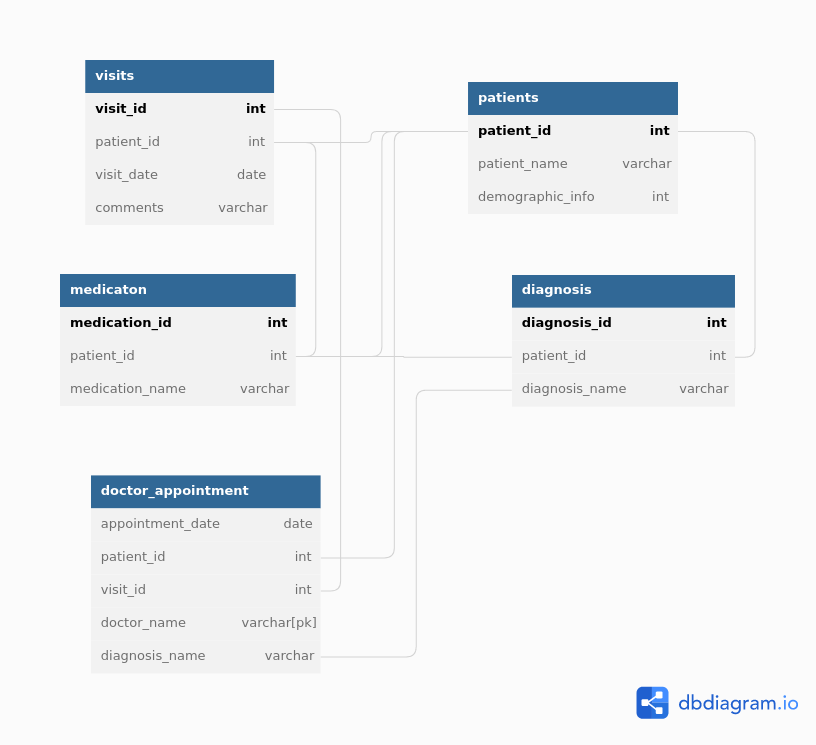 visits
visit_id int
patient_id int
visit_date date
comments varchar
patients
patient_id int
patient_name varchar
demographic_info int
medicaton
medication_id int
patient_id int
medication_name varchar
diagnosis
diagnosis_id int
patient_id int
diagnosis_name varchar
doctor_appointment
appointment_date date
patient_id int
visit_id int
doctor_name varchar[pk]
diagnosis_name varchar
dbdiagram.io